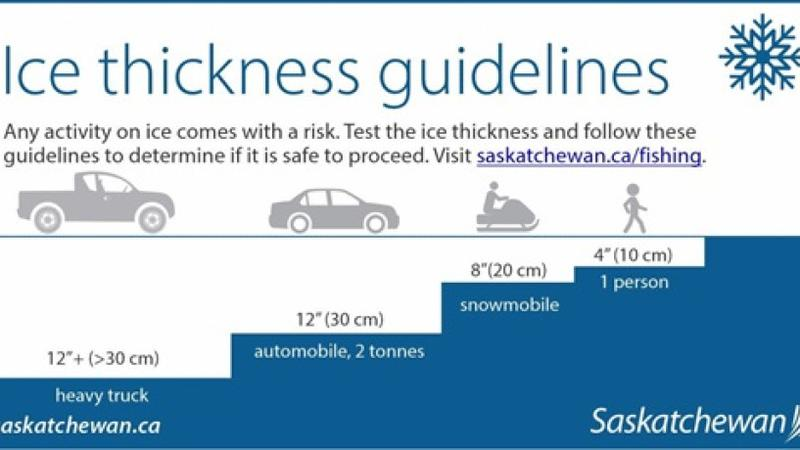 Ice thickness guidelines
Any activity on ice comes with a risk. Test the ice thickness and follow these
guidelines to determine if it is safe to proceed. Visit saskatchewan.ca/fishing.
4” (10 cm)
1 person
8”(20 cm)
snowmobile
12” (30 cm)
automobile, 2 tonnes
12”+ (>30 cm)
heavy truck
saskatchewan.ca
Saskatchewan